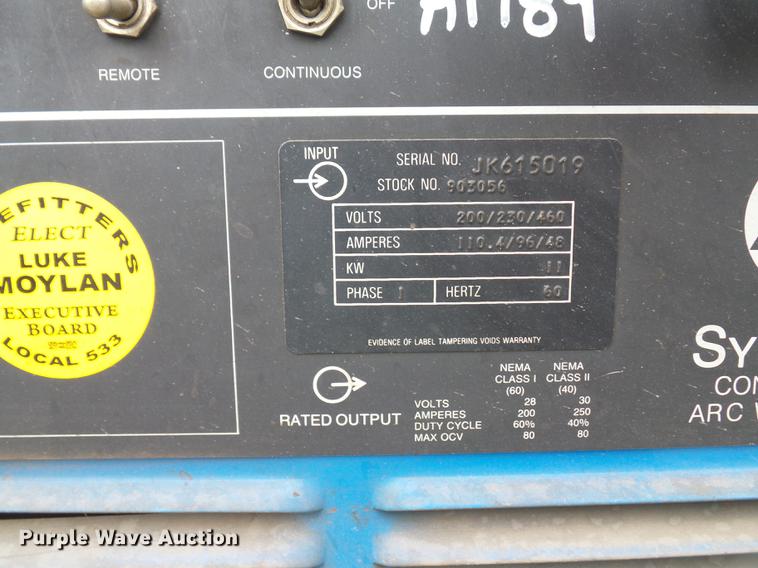 OFF
A1189
REMOTE
CONTINUOUS
INPUT
SERIAL NO. JK615019
STOCK NO. 903056
VOLTS 200/230/460
AMPERES 110.4/96/48
KW 11
PHASE 1 HERTZ 60
EVIDENCE OF LABEL TAMPERING VOIDS WARRANTY
EFITTERS
ELECT
LUKE
MOYLAN
EXECUTIVE
BOARD
LOCAL 533
Sy
CON
ARC
RATED OUTPUT
NEMA NEMA
CLASS I CLASS II
(60) (40)
VOLTS 28 30
AMPERES 200 250
DUTY CYCLE 60% 40%
MAX OCV 80 80
Purple Wave Auction